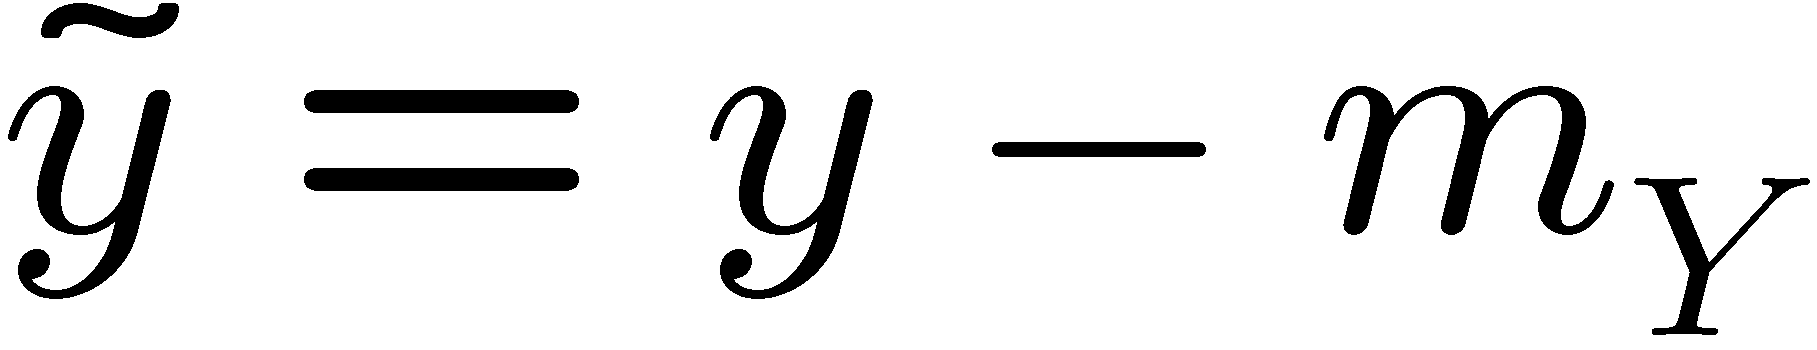 ỹ = y − m_Y